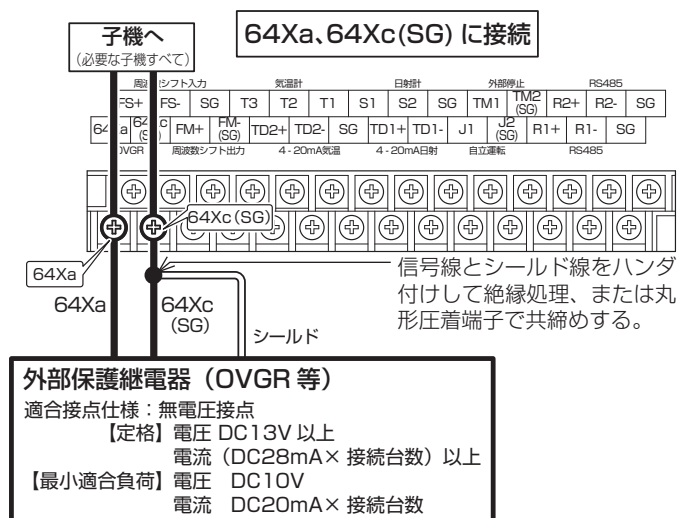 子機へ
(必要な子機すべて)
64Xa、64Xc(SG) に接続
周波数シフト入力 気温計 日射計 外部停止 RS485
FS+ FS- SG T3 T2 T1 S1 S2 SG TM1 TM2 (SG) R2+ R2- SG
64Xa 64Xc (SG) FM+ FM- (SG) TD2+ TD2- SG TD1+ TD1- J1 J2 (SG) R1+ R1- SG
OVGR 周波数シフト出力 4-20mA気温 4-20mA日射 自立運転 RS485
64Xc(SG)
64Xa
64Xa
64Xc
(SG)
シールド
信号線とシールド線をハンダ
付けして絶縁処理、または丸
形圧着端子で共締めする。
外部保護継電器（OVGR 等）
適合接点仕様：無電圧接点
【定格】電圧 DC13V 以上
電流（DC28mA× 接続台数）以上
【最小適合負荷】電圧 DC10V
電流 DC20mA× 接続台数